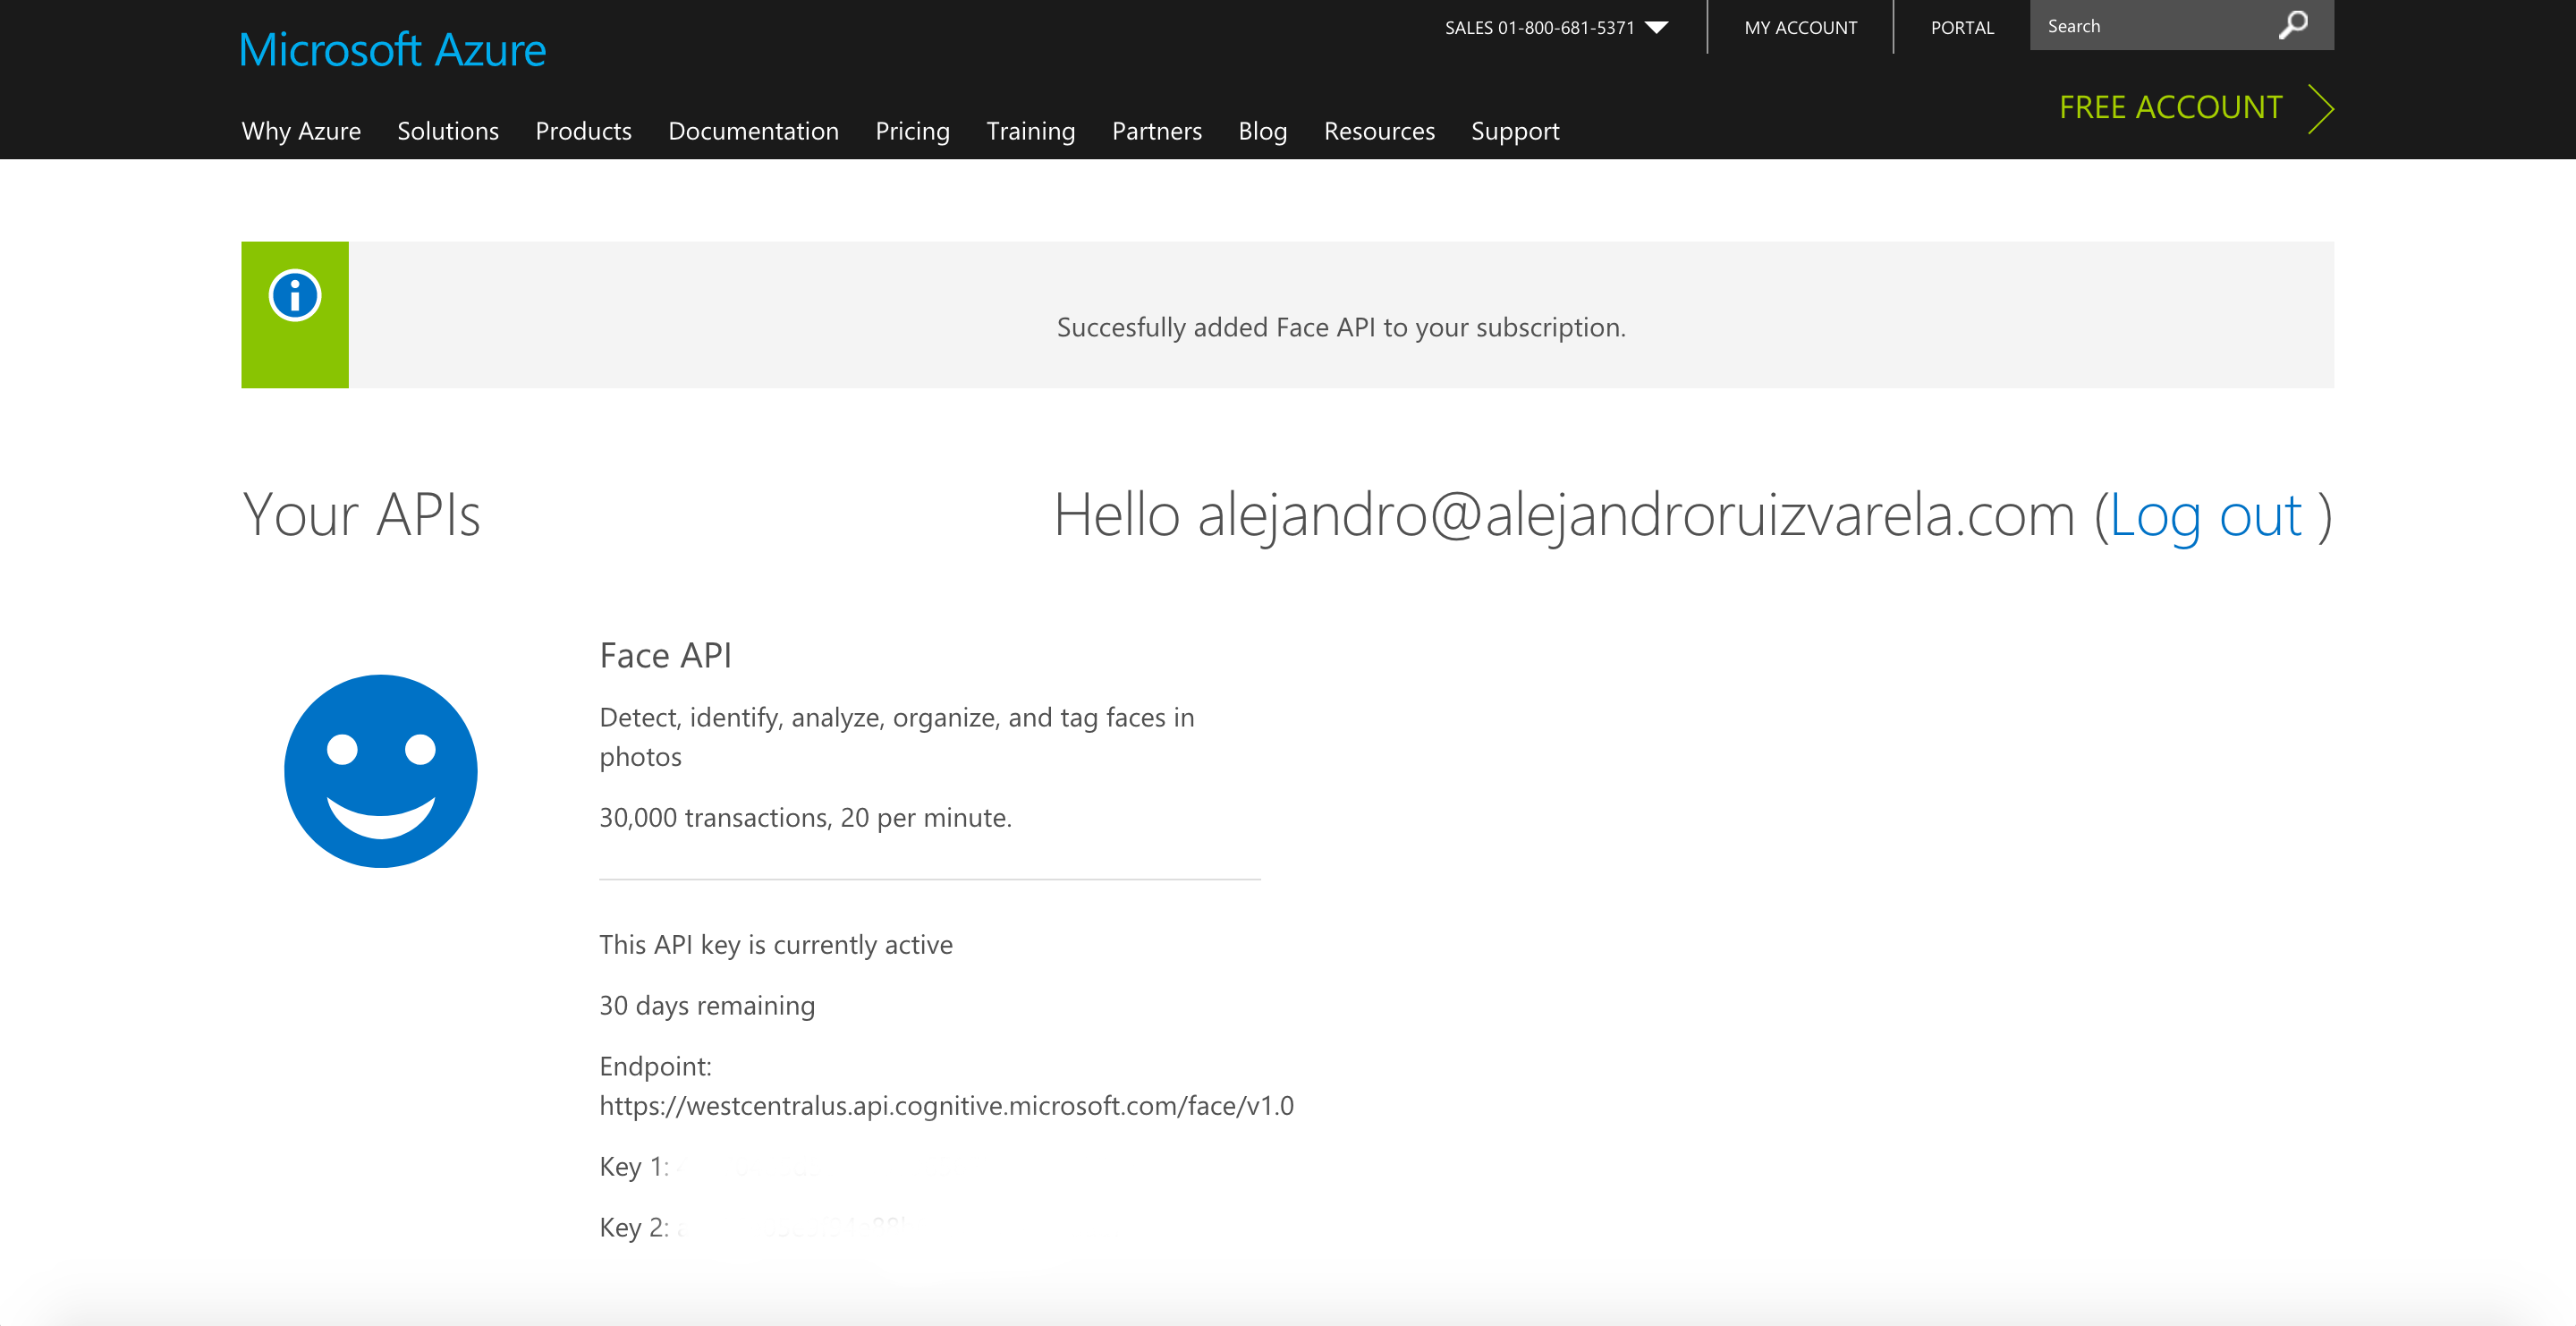 Microsoft Azure
SALES 01-800-681-5371
MY ACCOUNT
PORTAL
Search
FREE ACCOUNT
Why Azure Solutions Products Documentation Pricing Training Partners Blog Resources Support
Succesfully added Face API to your subscription.
Your APIs
Hello alejandro@alejandroruizvarela.com (Log out )
Face API
Detect, identify, analyze, organize, and tag faces in
photos
30,000 transactions, 20 per minute.
This API key is currently active
30 days remaining
Endpoint:
https://westcentralus.api.cognitive.microsoft.com/face/v1.0
Key 1:
Key 2: